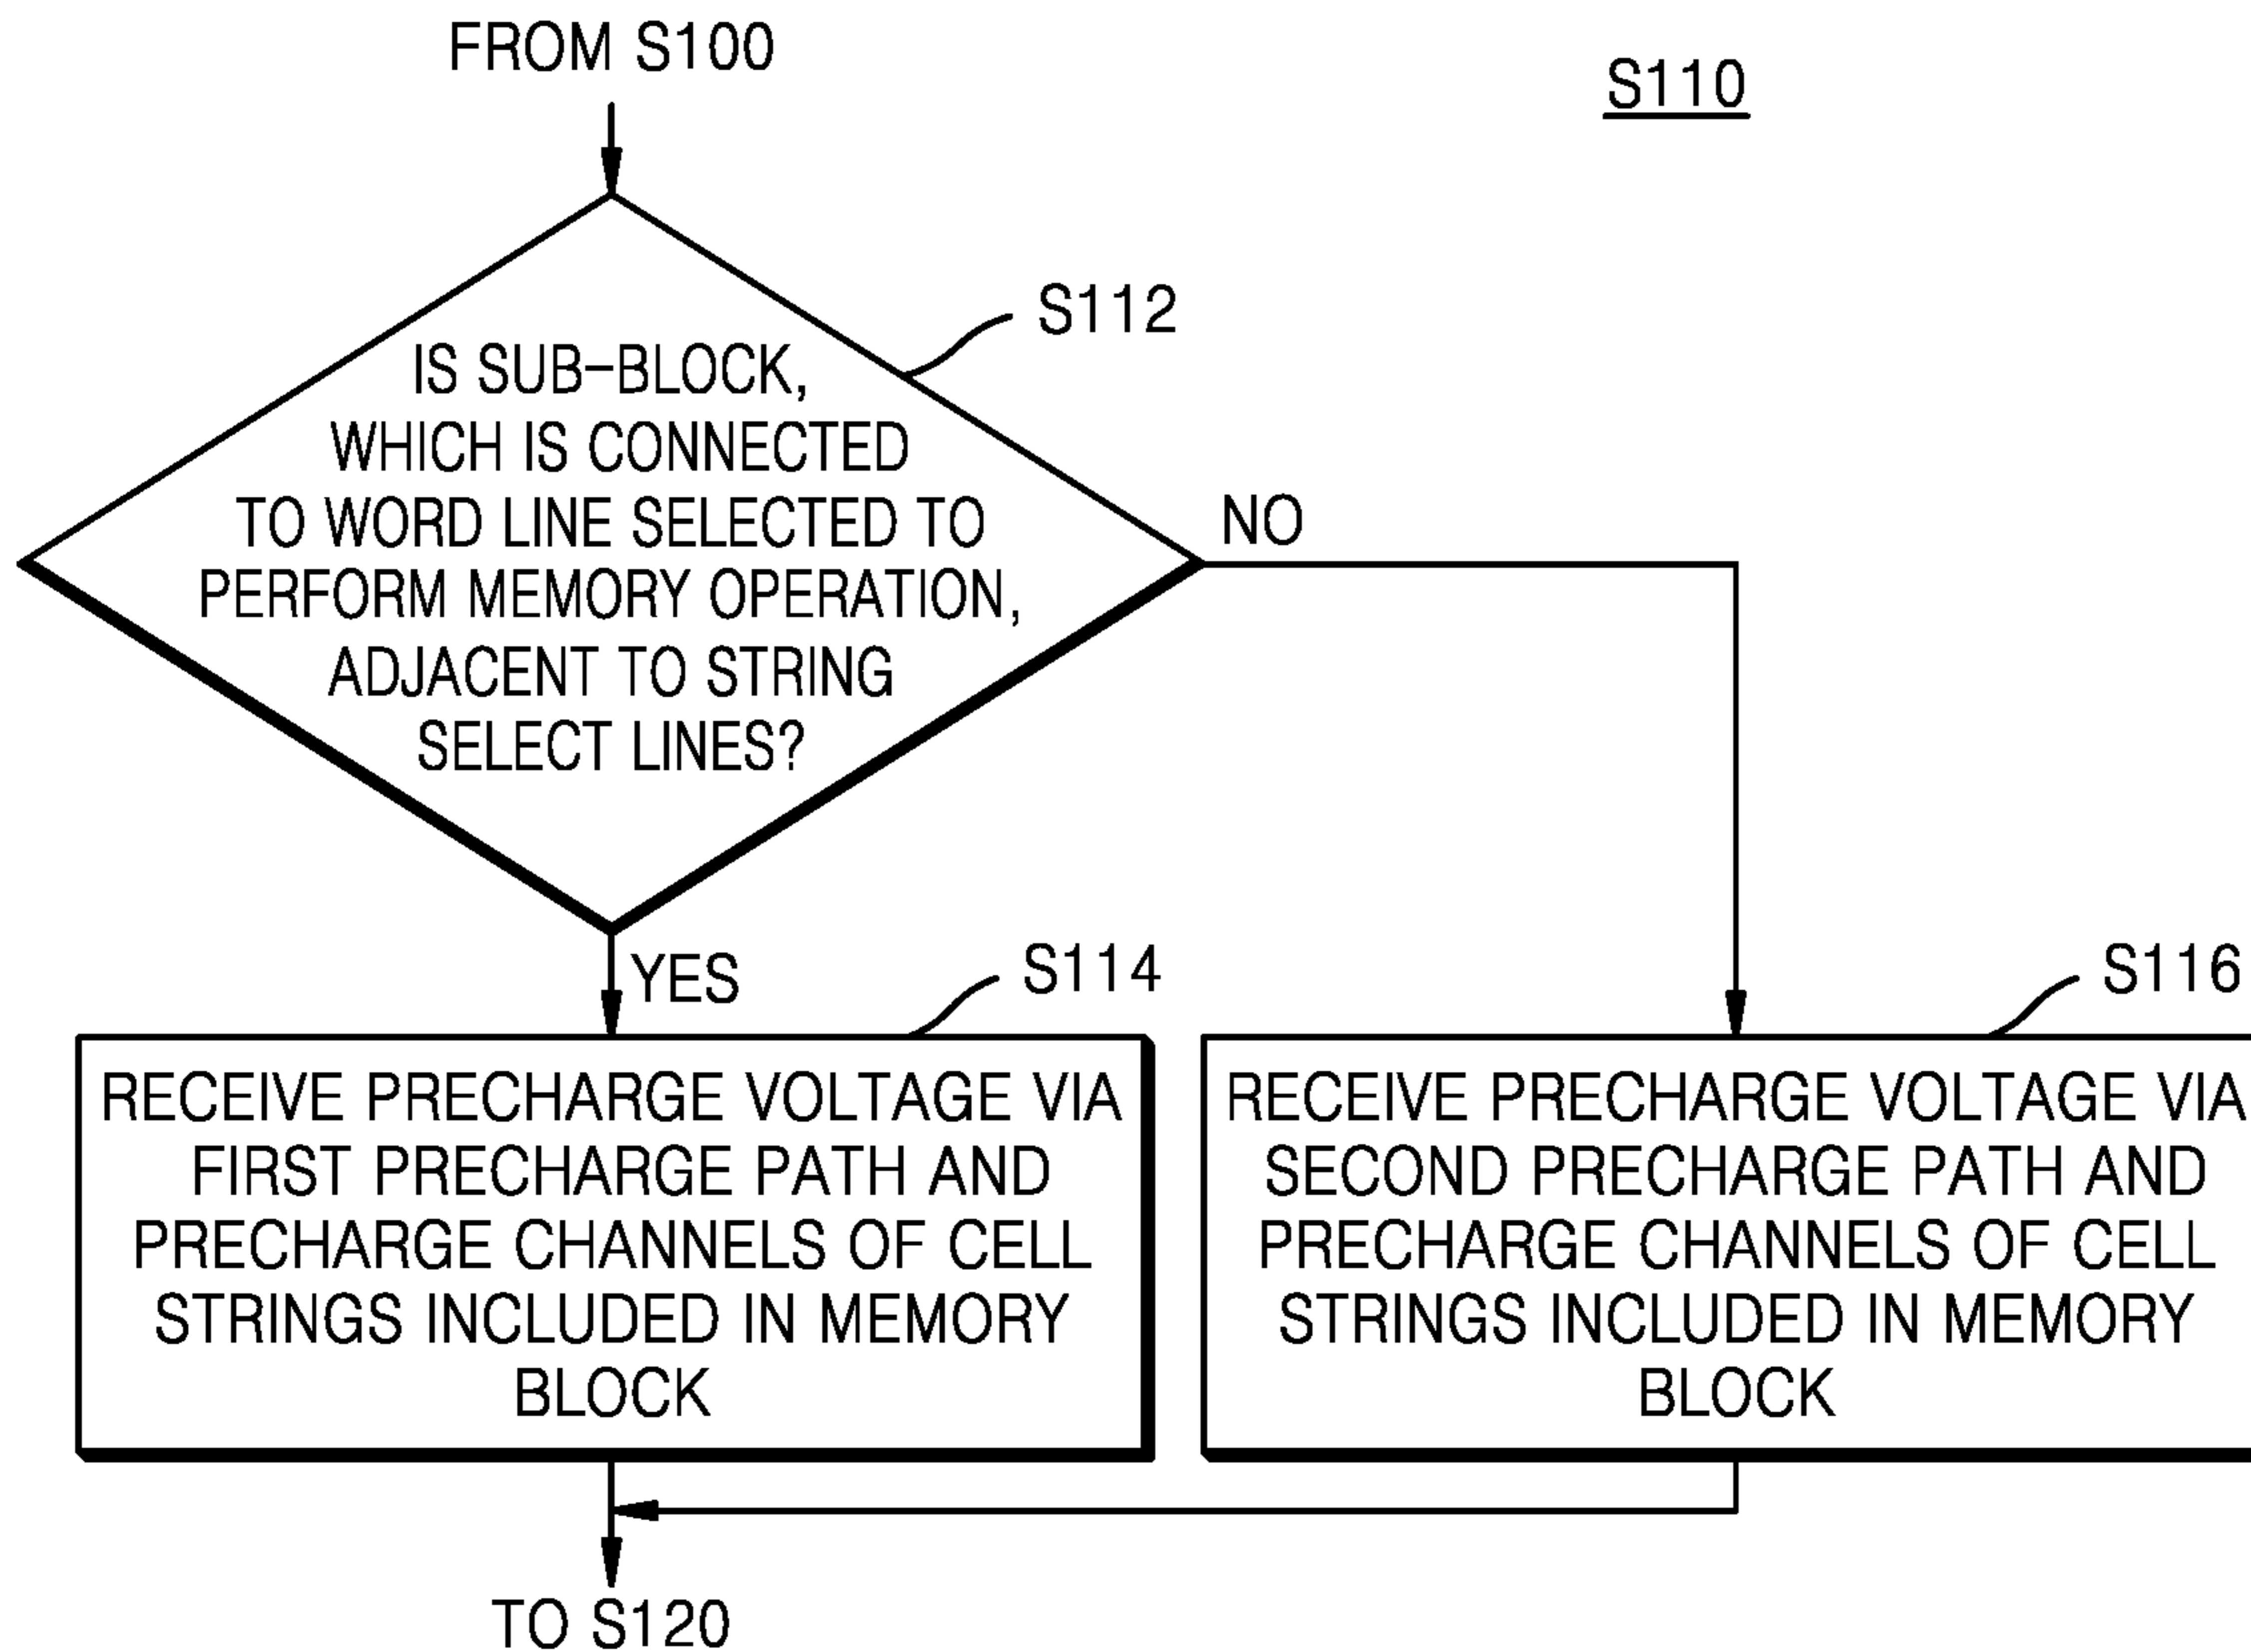 FROM S100
S110
S112
IS SUB-BLOCK,
WHICH IS CONNECTED
TO WORD LINE SELECTED TO
PERFORM MEMORY OPERATION,
ADJACENT TO STRING
SELECT LINES?
NO
YES
S114
RECEIVE PRECHARGE VOLTAGE VIA
FIRST PRECHARGE PATH AND
PRECHARGE CHANNELS OF CELL
STRINGS INCLUDED IN MEMORY
BLOCK
S116
RECEIVE PRECHARGE VOLTAGE VIA
SECOND PRECHARGE PATH AND
PRECHARGE CHANNELS OF CELL
STRINGS INCLUDED IN MEMORY
BLOCK
TO S120